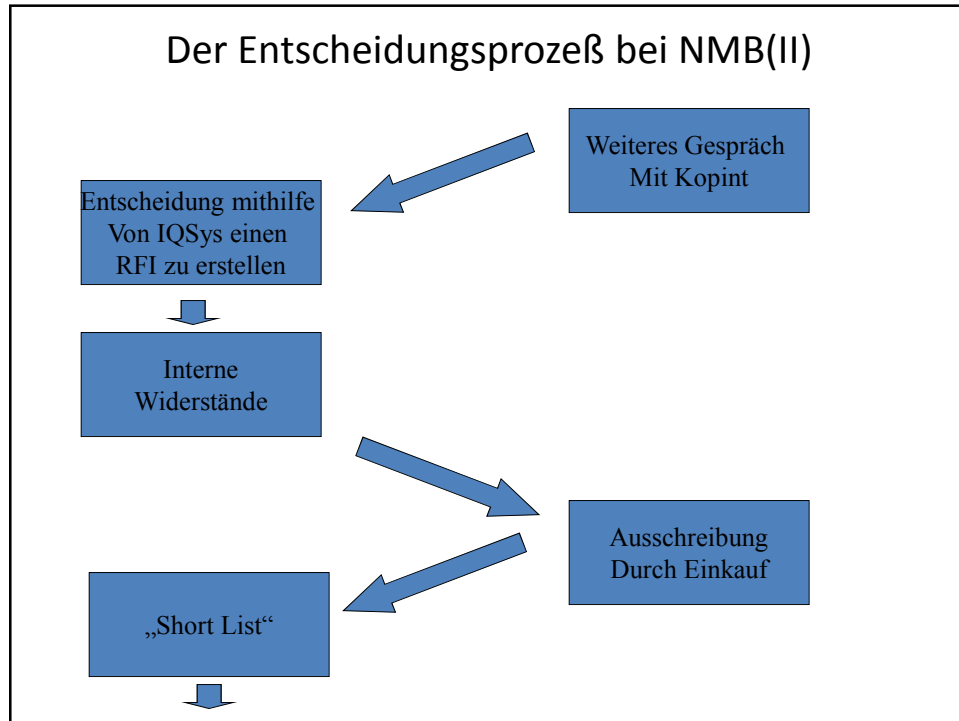 Der Entscheidungsprozeß bei NMB(II)
Weiteres Gespräch
Mit Kopint
Entscheidung mithilfe
Von IQSys einen
RFI zu erstellen
Interne
Widerstände
Ausschreibung
Durch Einkauf
„Short List“